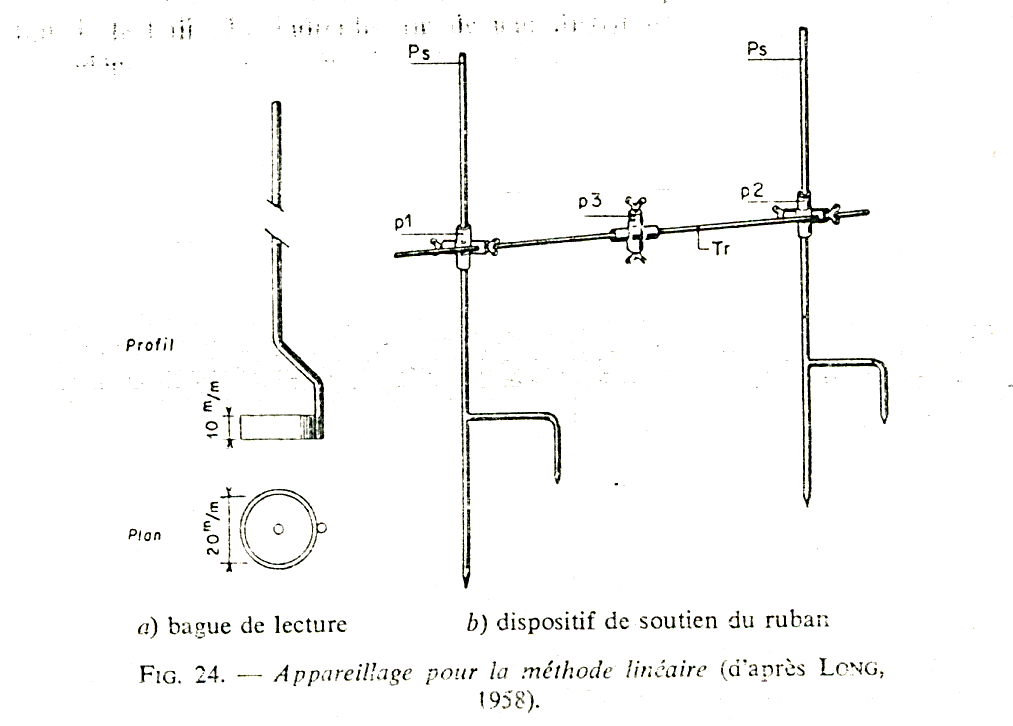 Ps
Ps
p1
p3
p2
Tr
Profil
10 m/m
Plan
20 m/m
a) bague de lecture
b) dispositif de soutien du ruban
FIG. 24. — Appareillage pour la méthode linéaire (d'après LONG,
1958).